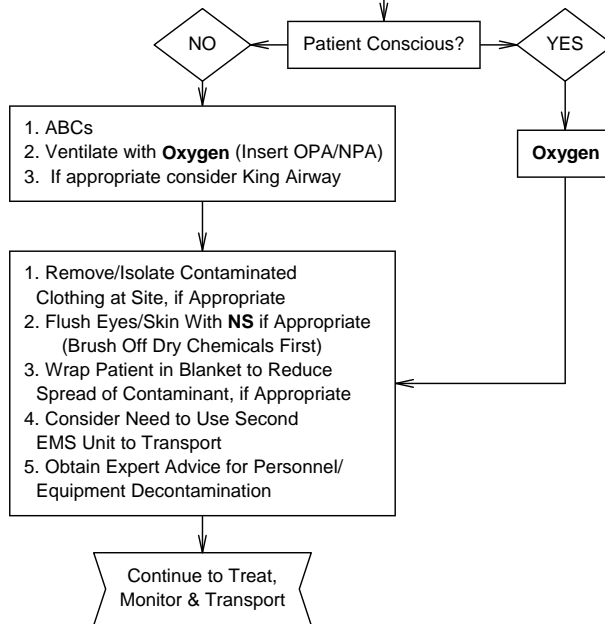 NO
Patient Conscious?
YES
1. ABCs
2. Ventilate with Oxygen (Insert OPA/NPA)
3. If appropriate consider King Airway
Oxygen
1. Remove/Isolate Contaminated
Clothing at Site, if Appropriate
2. Flush Eyes/Skin With NS if Appropriate
(Brush Off Dry Chemicals First)
3. Wrap Patient in Blanket to Reduce
Spread of Contaminant, if Appropriate
4. Consider Need to Use Second
EMS Unit to Transport
5. Obtain Expert Advice for Personnel/
Equipment Decontamination
Continue to Treat,
Monitor & Transport